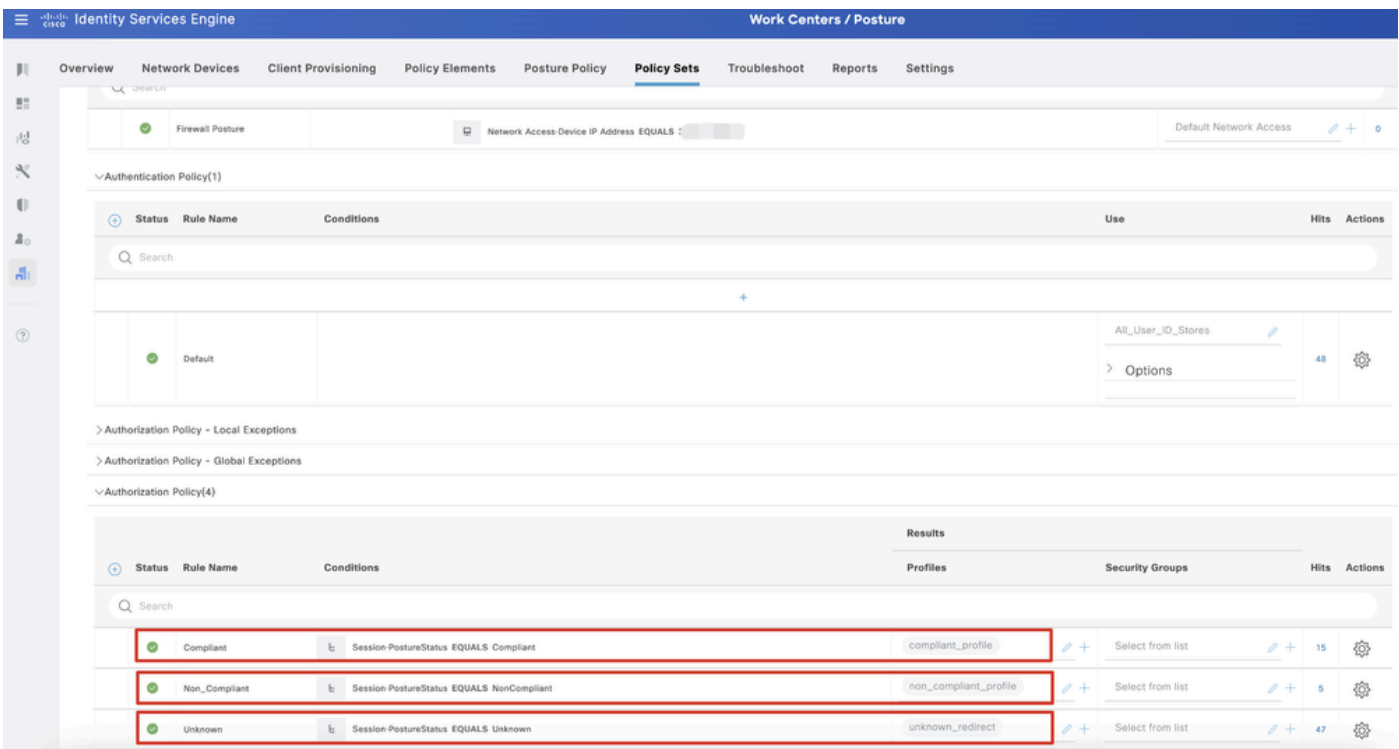 cisco Identity Services Engine Work Centers / Posture
Overview Network Devices Client Provisioning Policy Elements Posture Policy Policy Sets Troubleshoot Reports Settings
Search
Firewall Posture Network Access·Device IP Address EQUALS Default Network Access 0
Authentication Policy(1)
Status Rule Name Conditions Use Hits Actions
Search
+
All_User_ID_Stores
Default 48
> Options
Authorization Policy - Local Exceptions
Authorization Policy - Global Exceptions
Authorization Policy(4)
Results
Status Rule Name Conditions Profiles Security Groups Hits Actions
Search
Compliant Session·PostureStatus EQUALS Compliant compliant_profile Select from list 15
Non_Compliant Session·PostureStatus EQUALS NonCompliant non_compliant_profile Select from list 5
Unknown Session·PostureStatus EQUALS Unknown unknown_redirect Select from list 47